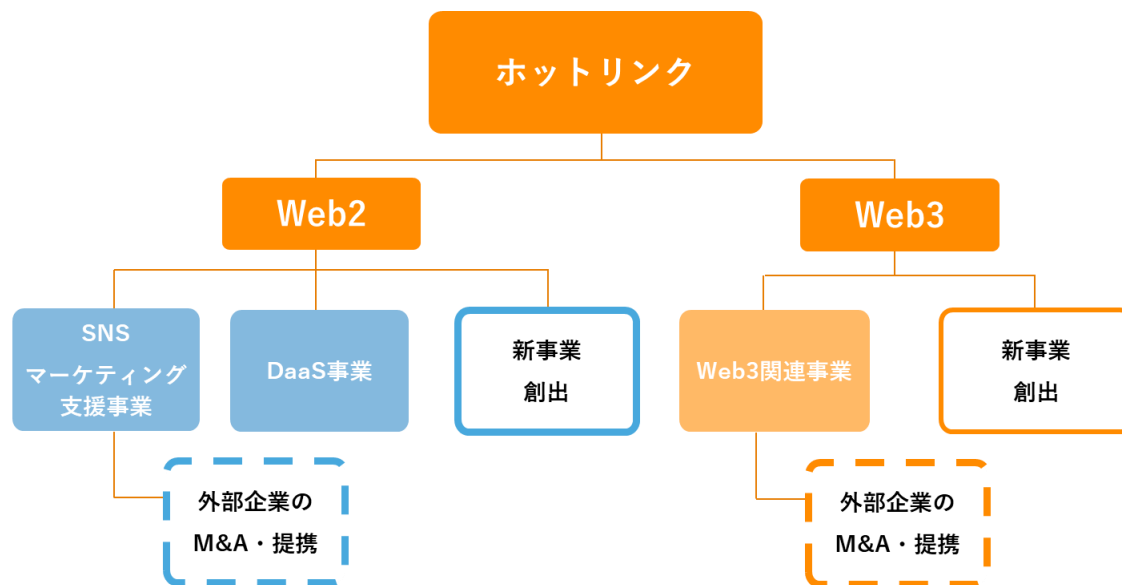 ホットリンク
Web2
Web3
SNS
マーケティング
支援事業
DaaS事業
新事業
創出
Web3関連事業
新事業
創出
外部企業の
M&A・提携
外部企業の
M&A・提携